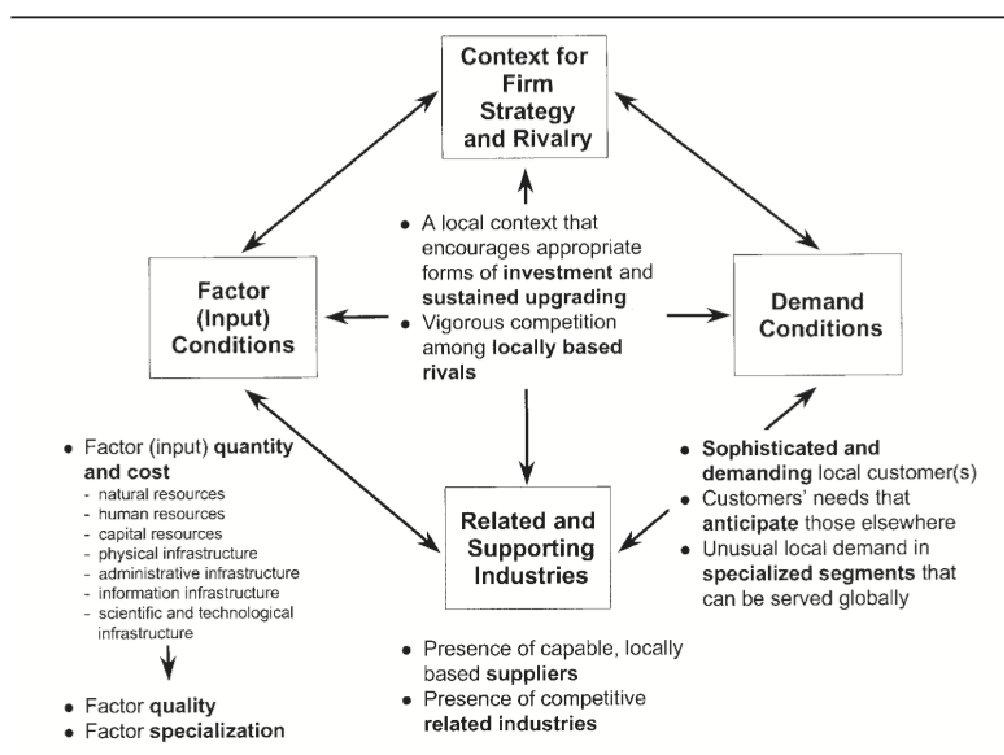 Context for
Firm
Strategy
and Rivalry
● A local context that
encourages appropriate
forms of investment and
sustained upgrading
● Vigorous competition
among locally based
rivals
Factor
(Input)
Conditions
Demand
Conditions
● Factor (input) quantity
and cost
- natural resources
- human resources
- capital resources
- physical infrastructure
- administrative infrastructure
- information infrastructure
- scientific and technological
infrastructure
● Factor quality
● Factor specialization
Related and
Supporting
Industries
● Presence of capable, locally
based suppliers
● Presence of competitive
related industries
● Sophisticated and
demanding local customer(s)
● Customers' needs that
anticipate those elsewhere
● Unusual local demand in
specialized segments that
can be served globally